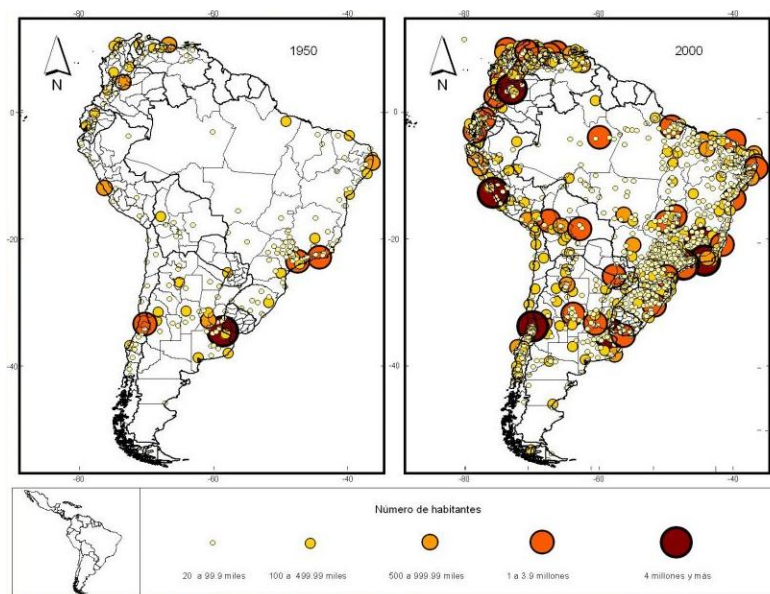 -80 -60 -40 -80 -60 -40
1950 2000
N N
0 0
-20 -20
-40 -40
-80 -60 -40 -80 -60 -40
Número de habitantes
20 a 99.9 miles 100 a 499.99 miles 500 a 999.99 miles 1 a 3.9 millones 4 millones y más